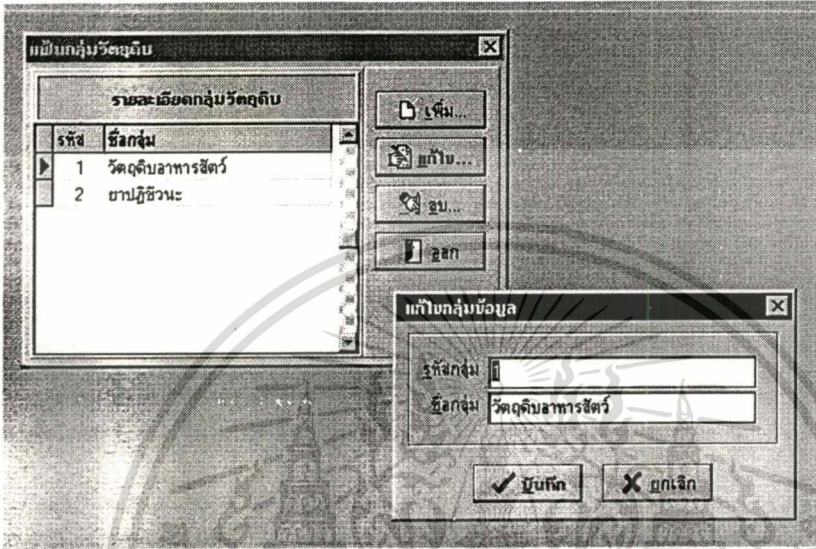 แฟ้มกลุ่มวัตถุดิบ
รายละเอียดกลุ่มวัตถุดิบ
รหัส ชื่อกลุ่ม
1 วัตถุดิบอาหารสัตว์
2 ยาปฏิชีวนะ
เพิ่ม...
แก้ไข...
ลบ...
ออก
แก้ไขกลุ่มข้อมูล
รหัสกลุ่ม 1
ชื่อกลุ่ม วัตถุดิบอาหารสัตว์
บันทึก ยกเลิก